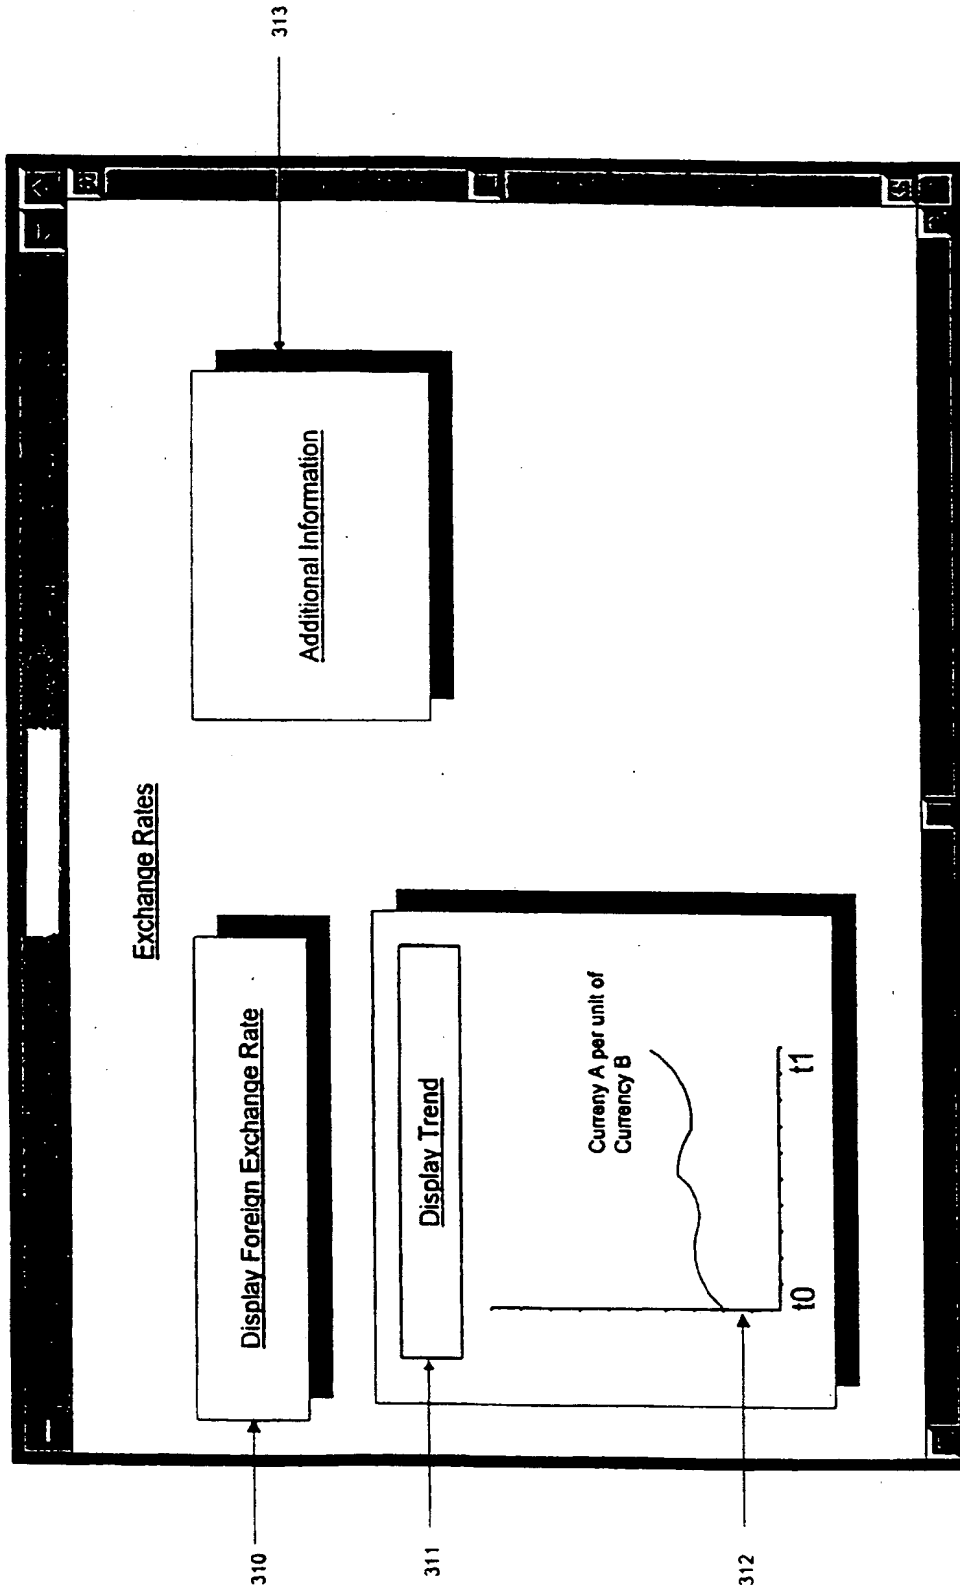 Exchange Rates
310
Display Foreign Exchange Rate
Additional Information
313
311
Display Trend
Curreny A per unit of
Currency B
312
t0
t1